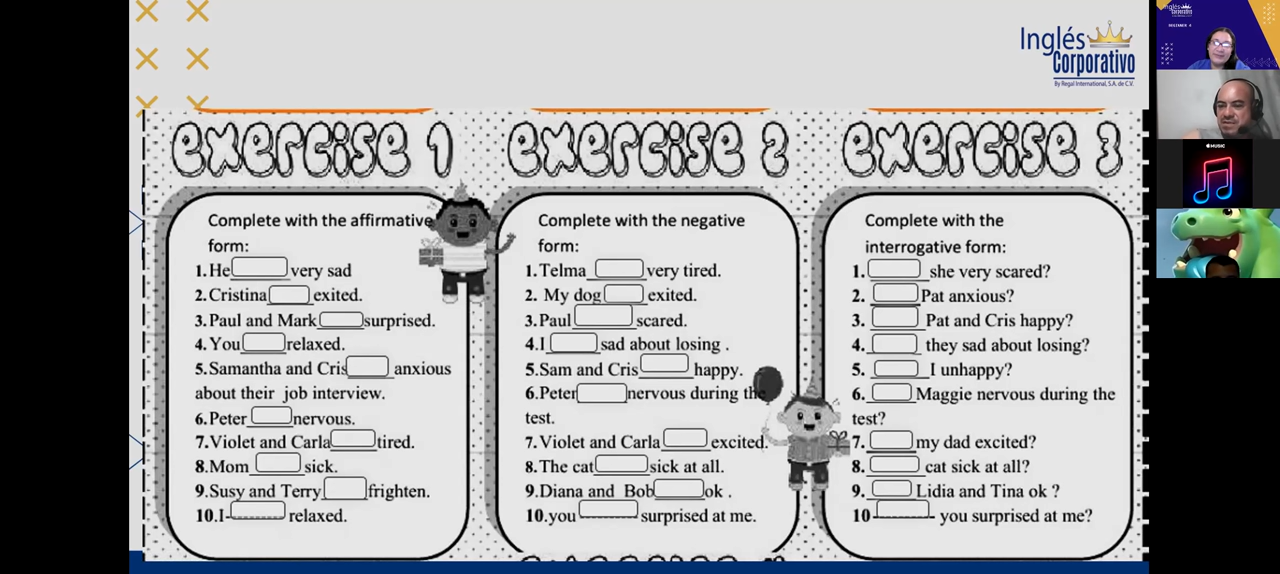 Inglés
Corporativo
By Regal International, S.A. de C.V.
exercise 1
Complete with the affirmative
form:
1.He very sad
2.Cristina exited.
3.Paul and Mark surprised.
4.You relaxed.
5.Samantha and Cris anxious
about their job interview.
6.Peter nervous.
7.Violet and Carla tired.
8.Mom sick.
9.Susy and Terry frighten.
10.I relaxed.
exercise 2
Complete with the negative
form:
1.Telma very tired.
2. My dog exited.
3.Paul scared.
4.I sad about losing .
5.Sam and Cris happy.
6.Peter nervous during the
test.
7.Violet and Carla excited.
8.The cat sick at all.
9.Diana and Bob ok .
10.you surprised at me.
exercise 3
Complete with the
interrogative form:
1. she very scared?
2. Pat anxious?
3. Pat and Cris happy?
4. they sad about losing?
5. I unhappy?
6. Maggie nervous during the
test?
7. my dad excited?
8. cat sick at all?
9. Lidia and Tina ok ?
10 you surprised at me?
Inglés
Corporativo
MUSIC